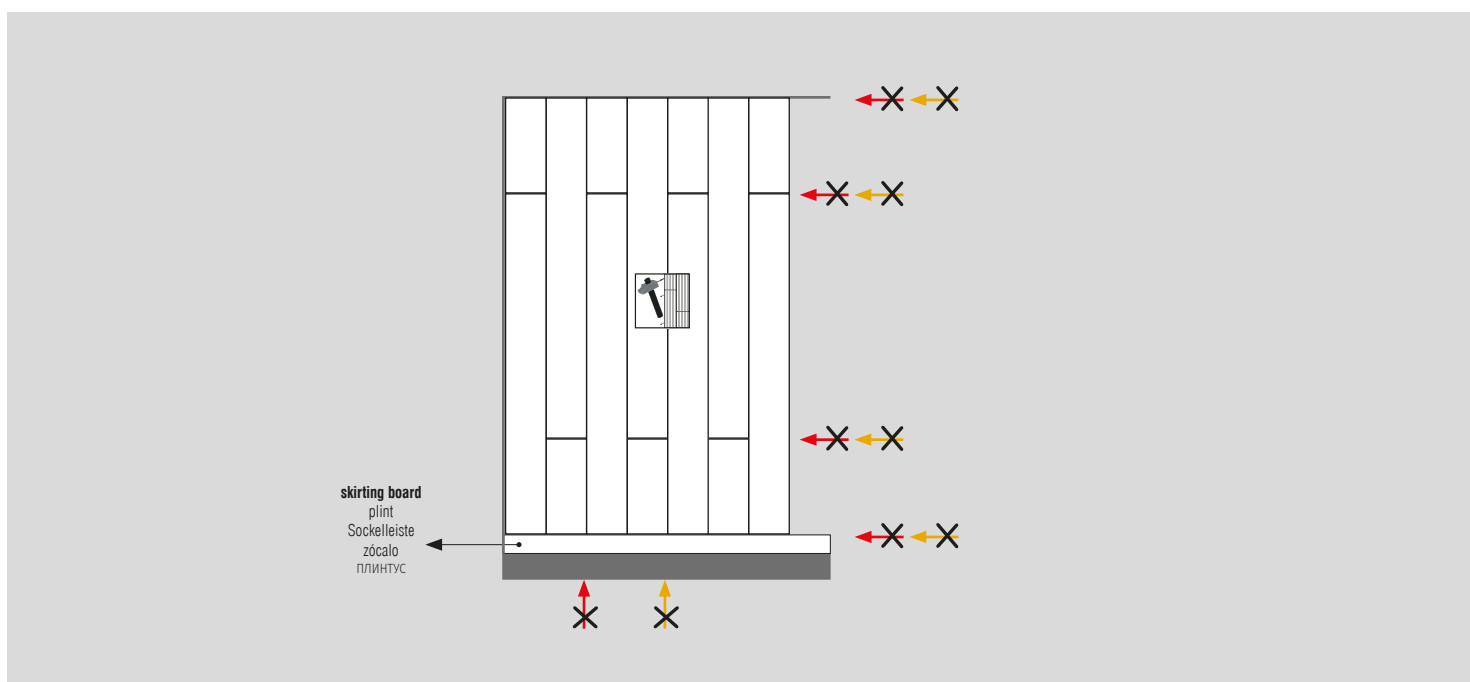 skirting board
plint
Sockelleiste
zócalo
ПЛИНТУС